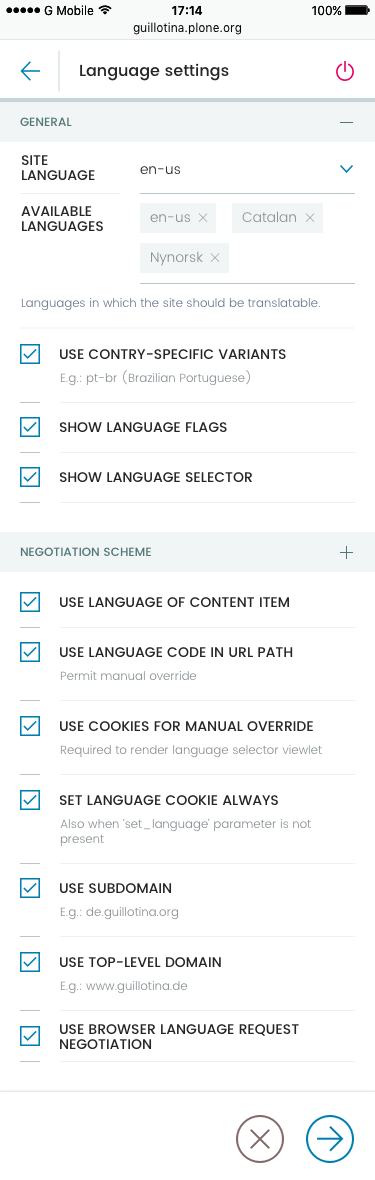 G Mobile 17:14 100%
guillotina.plone.org
Language settings
GENERAL
SITE
LANGUAGE
en-us
AVAILABLE
LANGUAGES
en-us Catalan
Nynorsk
Languages in which the site should be translatable.
USE CONTRY-SPECIFIC VARIANTS
E.g.: pt-br (Brazilian Portuguese)
SHOW LANGUAGE FLAGS
SHOW LANGUAGE SELECTOR
NEGOTIATION SCHEME
USE LANGUAGE OF CONTENT ITEM
USE LANGUAGE CODE IN URL PATH
Permit manual override
USE COOKIES FOR MANUAL OVERRIDE
Required to render language selector viewlet
SET LANGUAGE COOKIE ALWAYS
Also when 'set_language' parameter is not
present
USE SUBDOMAIN
E.g.: de.guillotina.org
USE TOP-LEVEL DOMAIN
E.g.: www.guillotina.de
USE BROWSER LANGUAGE REQUEST
NEGOTIATION